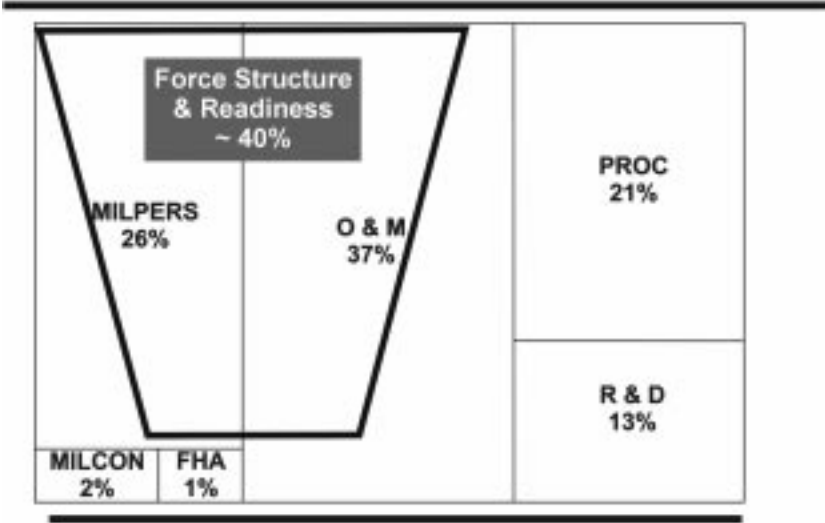 Force Structure
& Readiness
~ 40%
MILPERS
26%
O & M
37%
PROC
21%
R & D
13%
MILCON
2%
FHA
1%